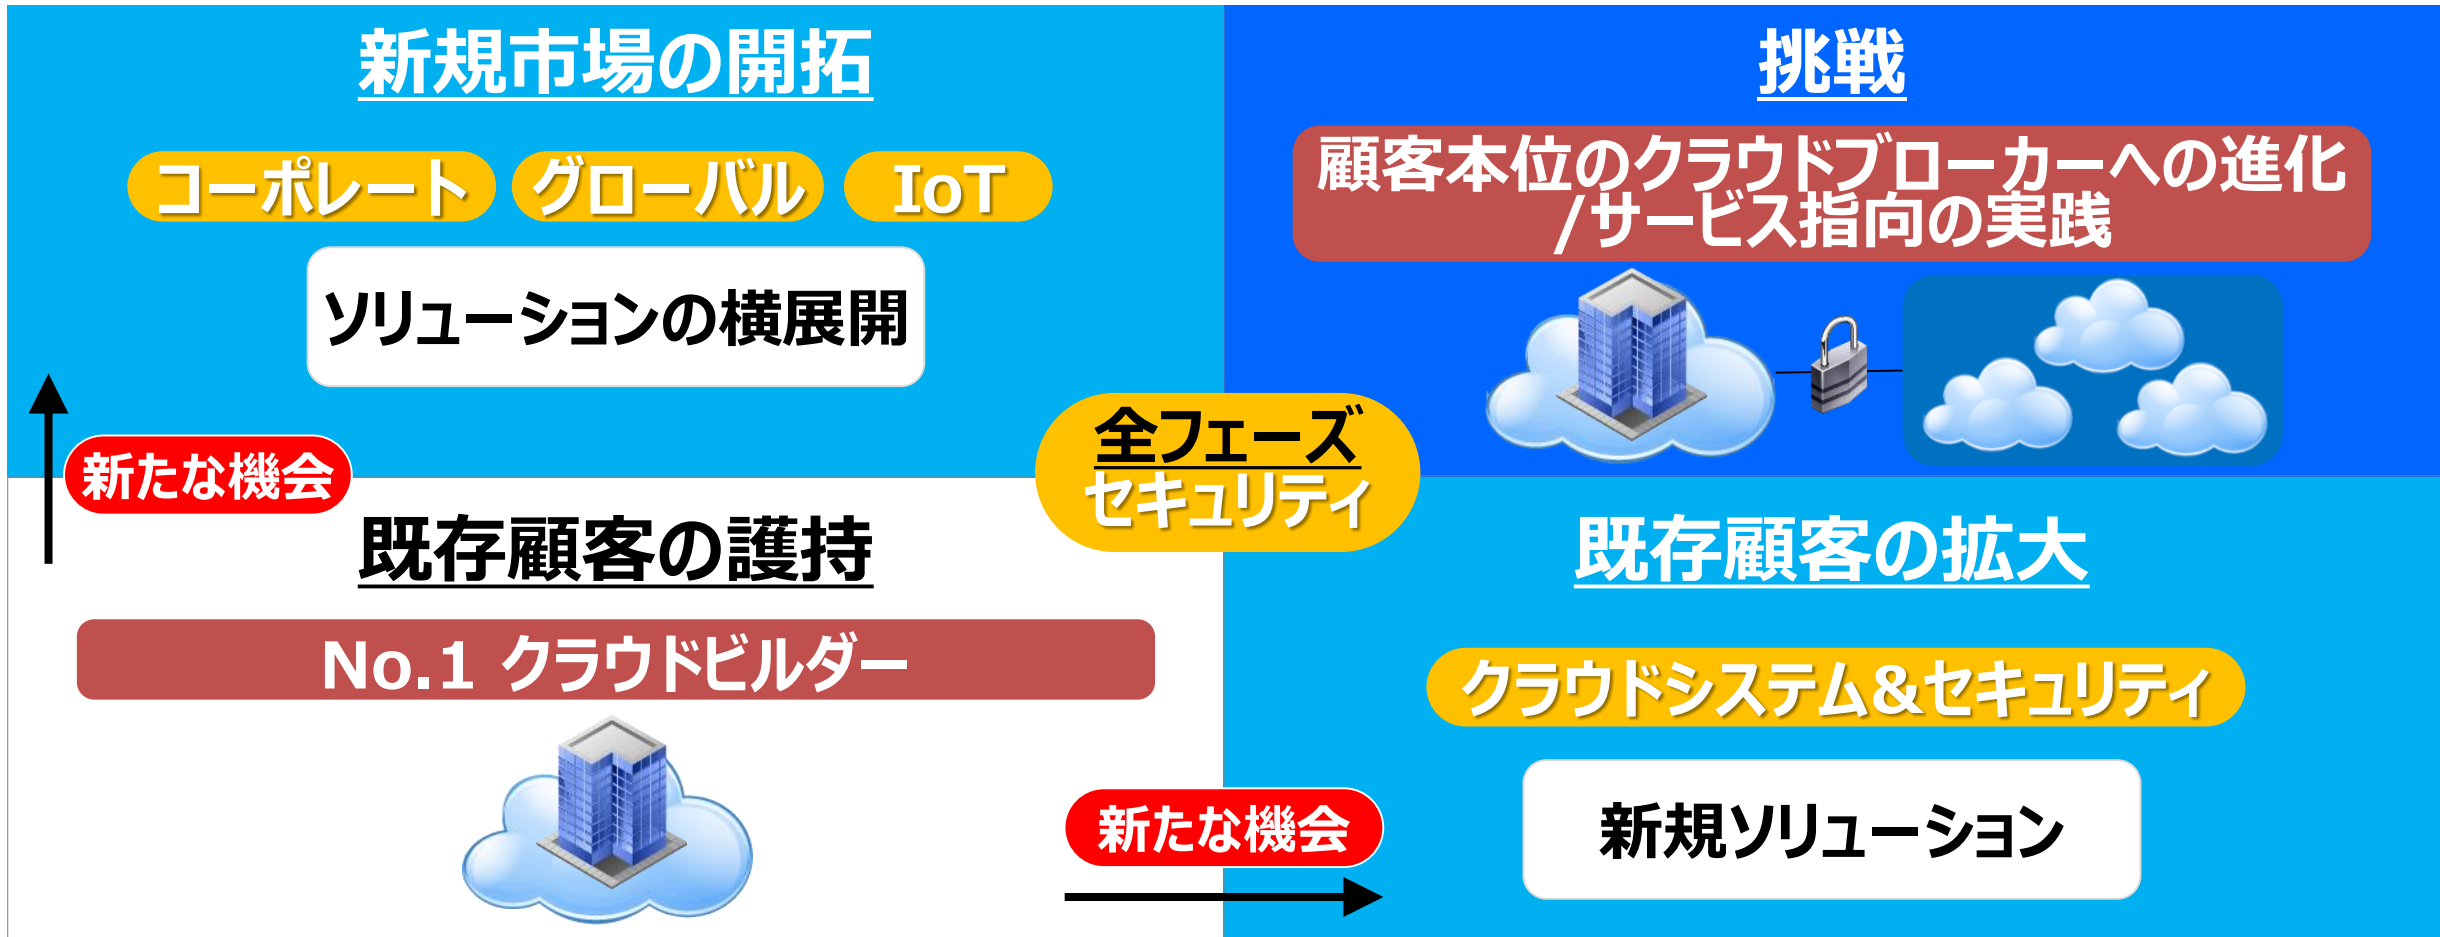 新規市場の開拓
コーポレート グローバル IoT
ソリューションの横展開
挑戦
顧客本位のクラウドブローカーへの進化
/サービス指向の実践
全フェーズ
セキュリティ
新たな機会
既存顧客の護持
No.1 クラウドビルダー
新たな機会
既存顧客の拡大
クラウドシステム&セキュリティ
新規ソリューション